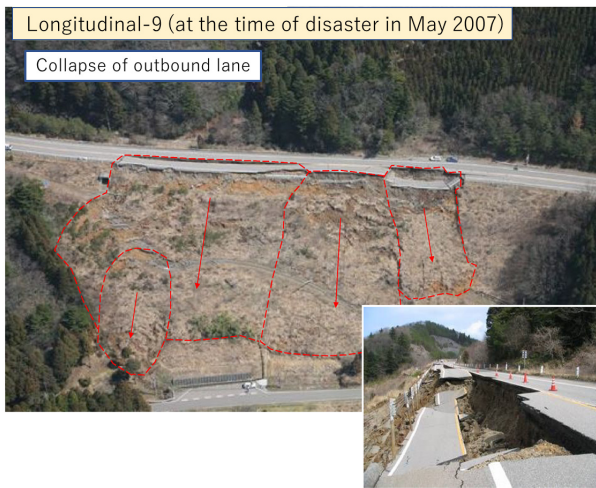 Longitudinal-9 (at the time of disaster in May 2007)
Collapse of outbound lane